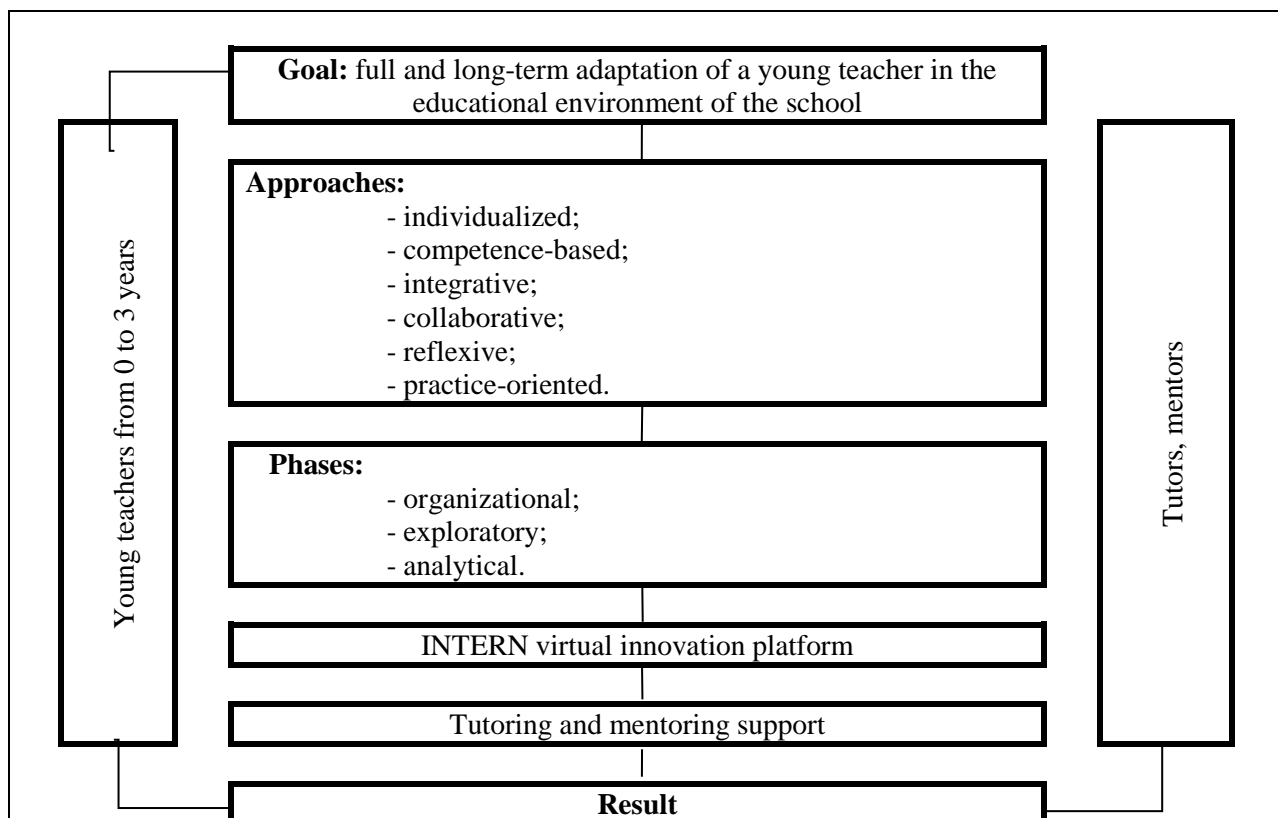 Goal: full and long-term adaptation of a young teacher in the
educational environment of the school
Young teachers from 0 to 3 years
Approaches:
- individualized;
- competence-based;
- integrative;
- collaborative;
- reflexive;
- practice-oriented.
Phases:
- organizational;
- exploratory;
- analytical.
INTERN virtual innovation platform
Tutoring and mentoring support
Tutors, mentors
Result